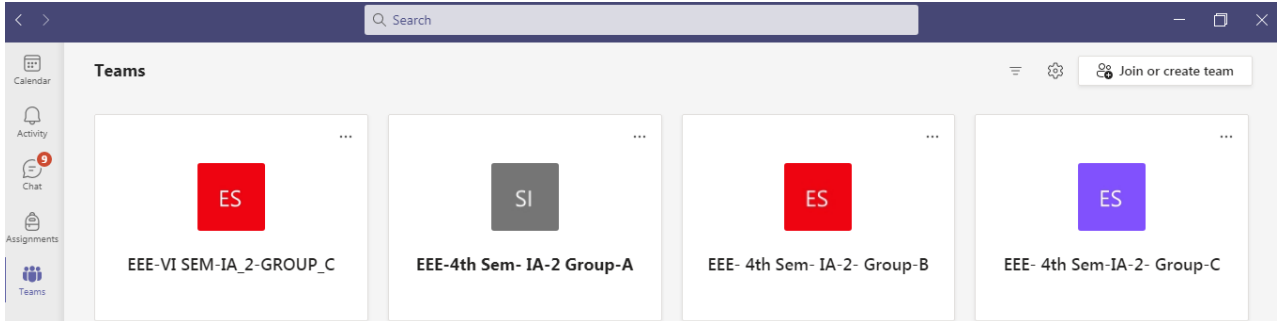 Search
Calendar
Activity
9
Chat
Assignments
Teams
Teams
Join or create team
ES
EEE-VI SEM-IA_2-GROUP_C
SI
EEE-4th Sem- IA-2 Group-A
ES
EEE- 4th Sem- IA-2- Group-B
ES
EEE- 4th Sem-IA-2- Group-C